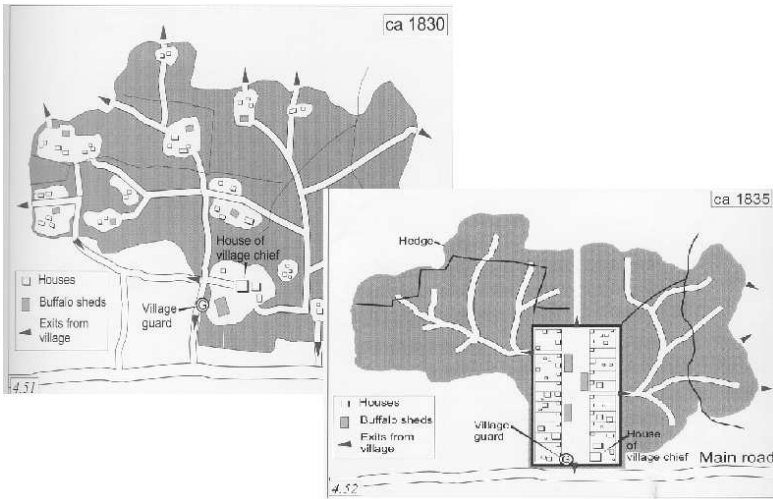 ca 1830
House of
village chief
Houses
Buffalo sheds
Exits from
village
Village
guard
G
4.51
ca 1835
Hedge
Houses
Buffalo sheds
Exits from
village
Village
guard
G
House
of
village chief
Main road
4.52